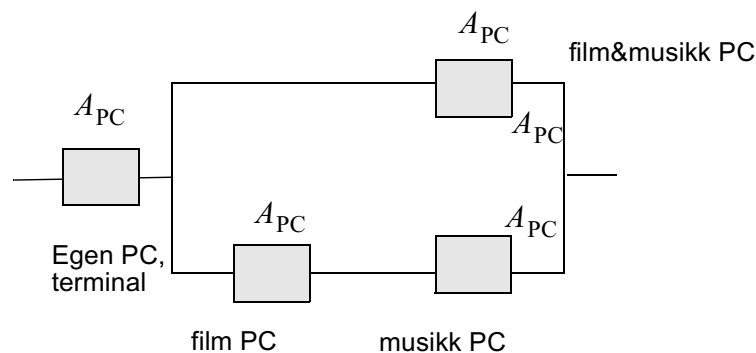 A_PC
film&musikk PC
A_PC
A_PC
A_PC
A_PC
Egen PC,
terminal
film PC
musikk PC